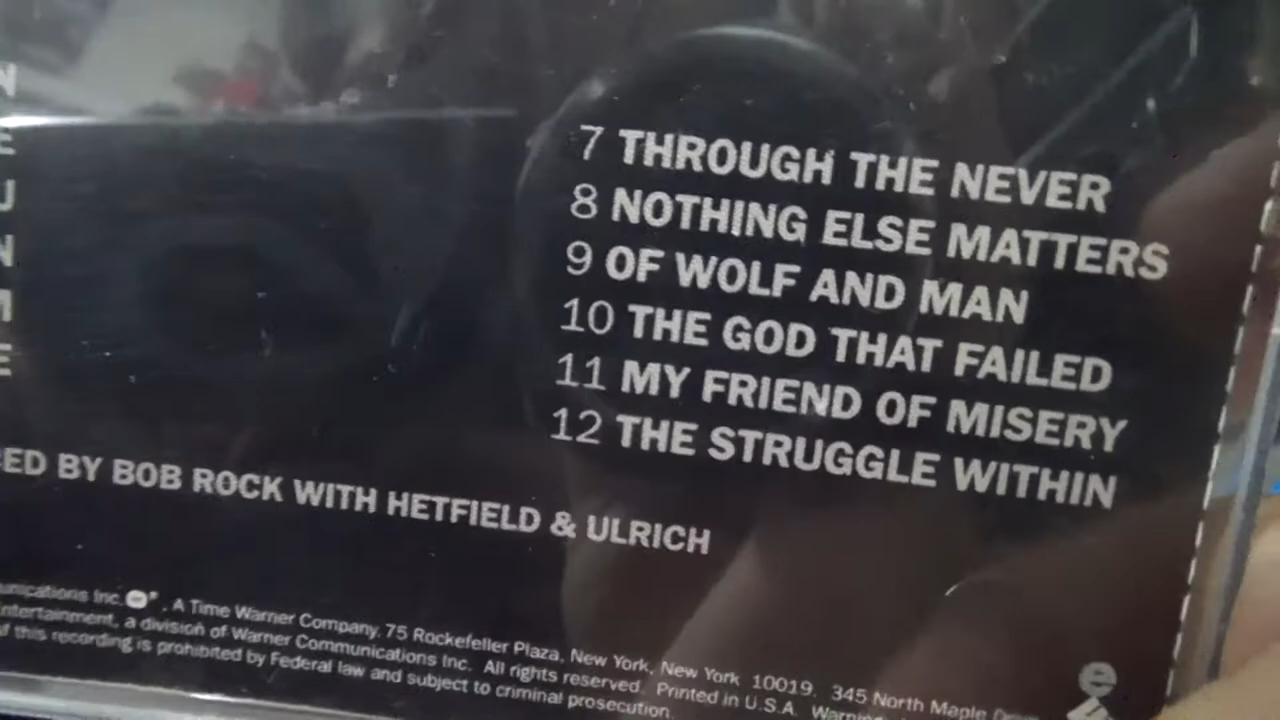 N
E
U
N
M
E
7 THROUGH THE NEVER
8 NOTHING ELSE MATTERS
9 OF WOLF AND MAN
10 THE GOD THAT FAILED
11 MY FRIEND OF MISERY
12 THE STRUGGLE WITHIN
ED BY BOB ROCK WITH HETFIELD & ULRICH
unications Inc. , A Time Warner Company. 75 Rockefeller Plaza, New York, New York 10019. 345 North Maple
ntertainment, a division of Warner Communications Inc. All rights reserved. Printed in U.S.A.
of this recording is prohibited by Federal law and subject to criminal prosecution.
e